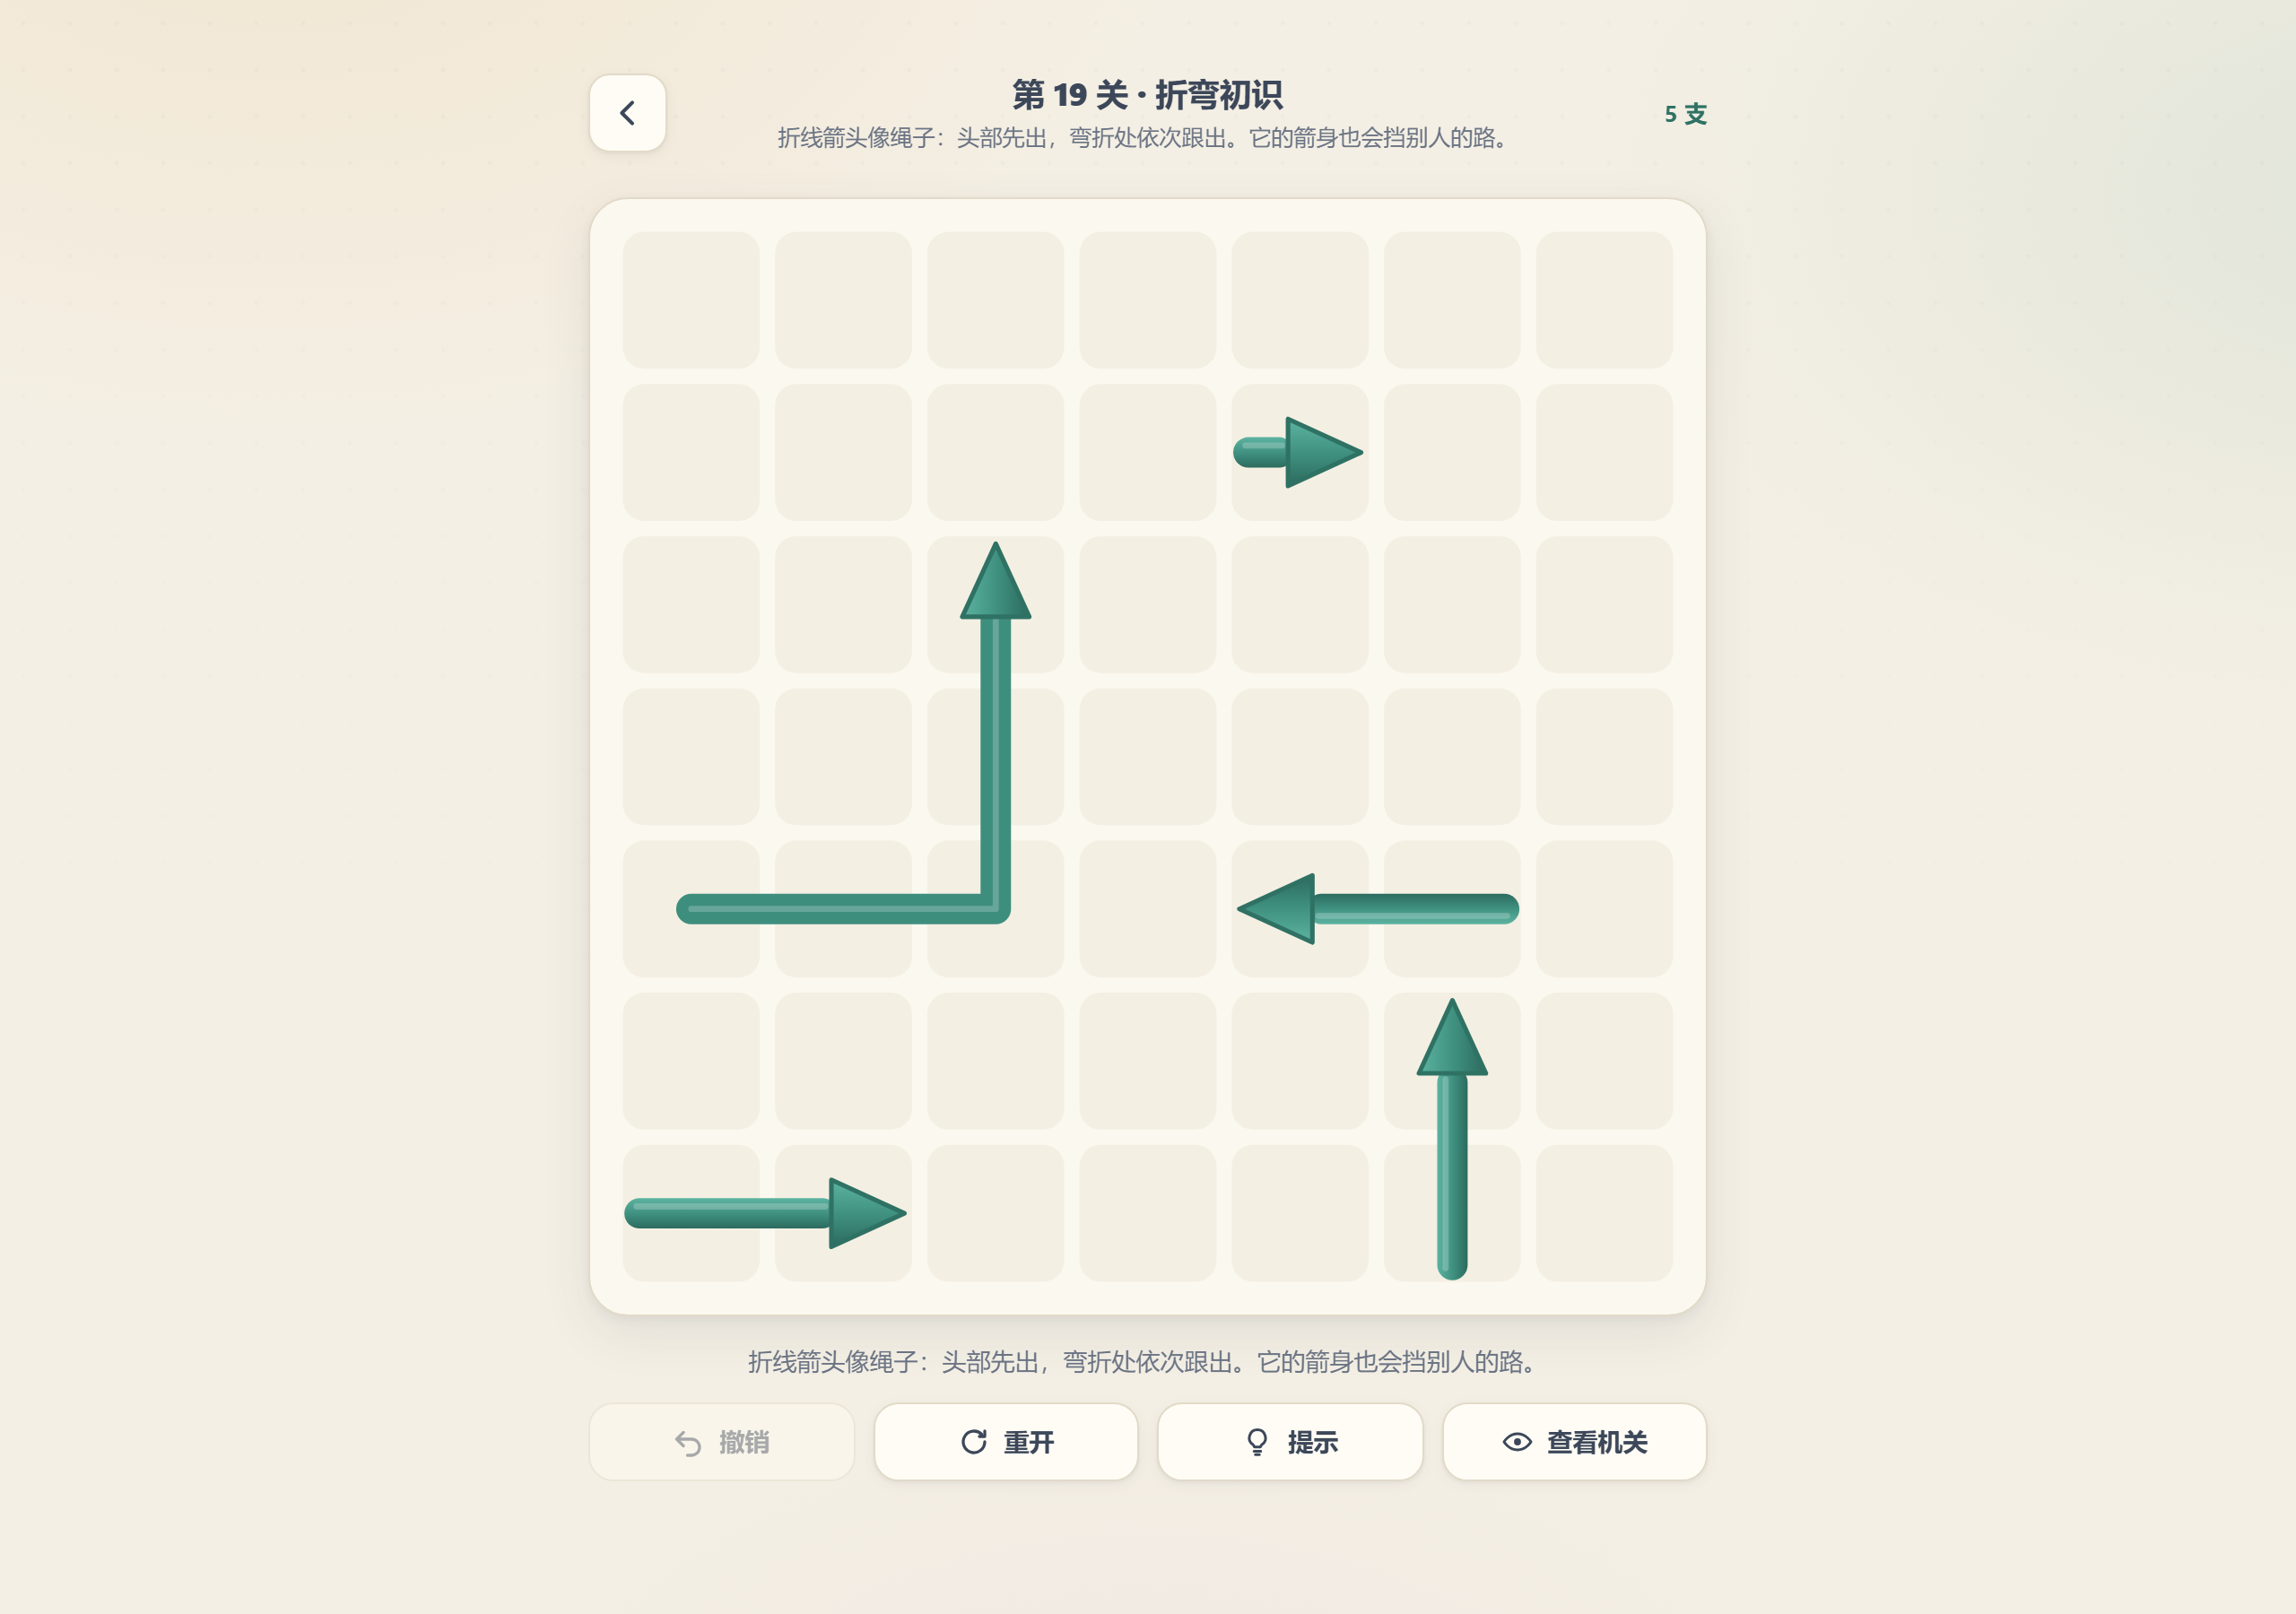 第 19 关 · 折弯初识
折线箭头像绳子：头部先出，弯折处依次跟出。它的箭身也会挡别人的路。
5 支
折线箭头像绳子：头部先出，弯折处依次跟出。它的箭身也会挡别人的路。
撤销
重开
提示
查看机关